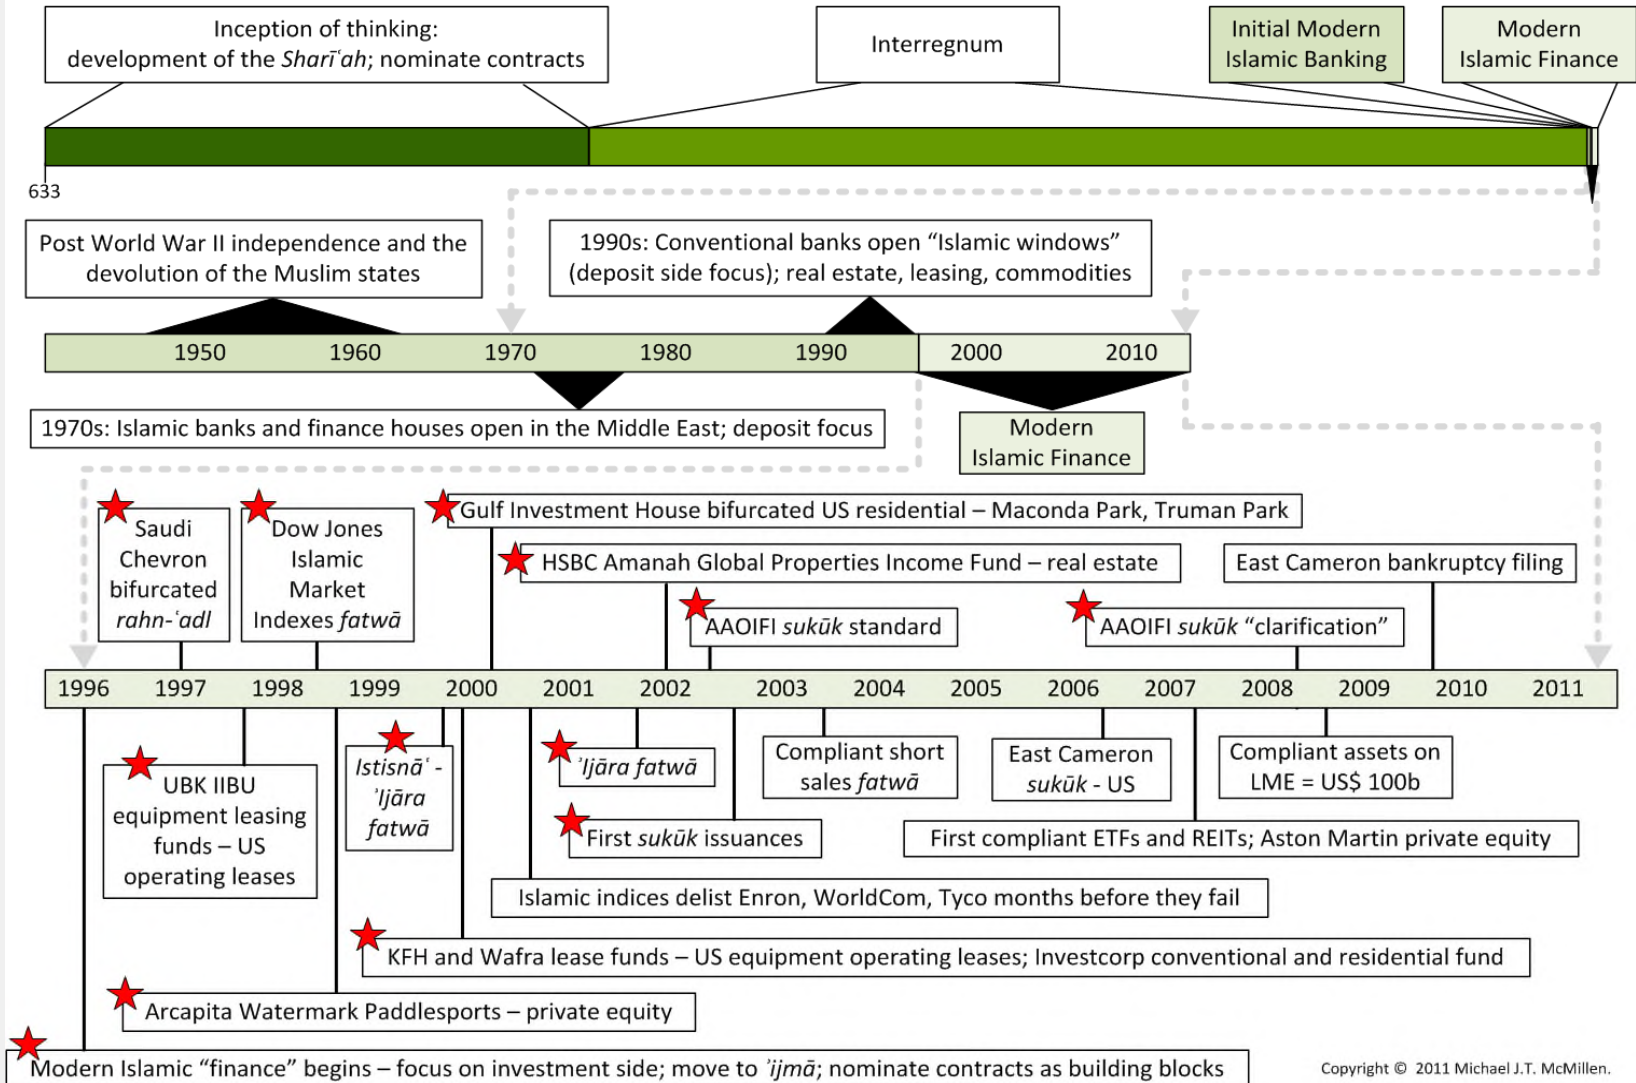 Inception of thinking:
development of the Sharīʿah; nominate contracts
Interregnum
Initial Modern
Islamic Banking
Modern
Islamic Finance
633
Post World War II independence and the
devolution of the Muslim states
1990s: Conventional banks open “Islamic windows”
(deposit side focus); real estate, leasing, commodities
1950 1960 1970 1980 1990 2000 2010
1970s: Islamic banks and finance houses open in the Middle East; deposit focus
Modern
Islamic Finance
Saudi
Chevron
bifurcated
rahn-ʿadl
Dow Jones
Islamic
Market
Indexes fatwā
Gulf Investment House bifurcated US residential – Maconda Park, Truman Park
HSBC Amanah Global Properties Income Fund – real estate
East Cameron bankruptcy filing
AAOIFI sukūk standard
AAOIFI sukūk “clarification”
1996 1997 1998 1999 2000 2001 2002 2003 2004 2005 2006 2007 2008 2009 2010 2011
UBK IIBU
equipment leasing
funds – US
operating leases
Istisnāʿ -
ʾIjāra
fatwā
ʾIjāra fatwā
Compliant short
sales fatwā
East Cameron
sukūk - US
Compliant assets on
LME = US$ 100b
First sukūk issuances
First compliant ETFs and REITs; Aston Martin private equity
Islamic indices delist Enron, WorldCom, Tyco months before they fail
KFH and Wafra lease funds – US equipment operating leases; Investcorp conventional and residential fund
Arcapita Watermark Paddlesports – private equity
Modern Islamic “finance” begins – focus on investment side; move to ʾijmā; nominate contracts as building blocks
Copyright © 2011 Michael J.T. McMillen.